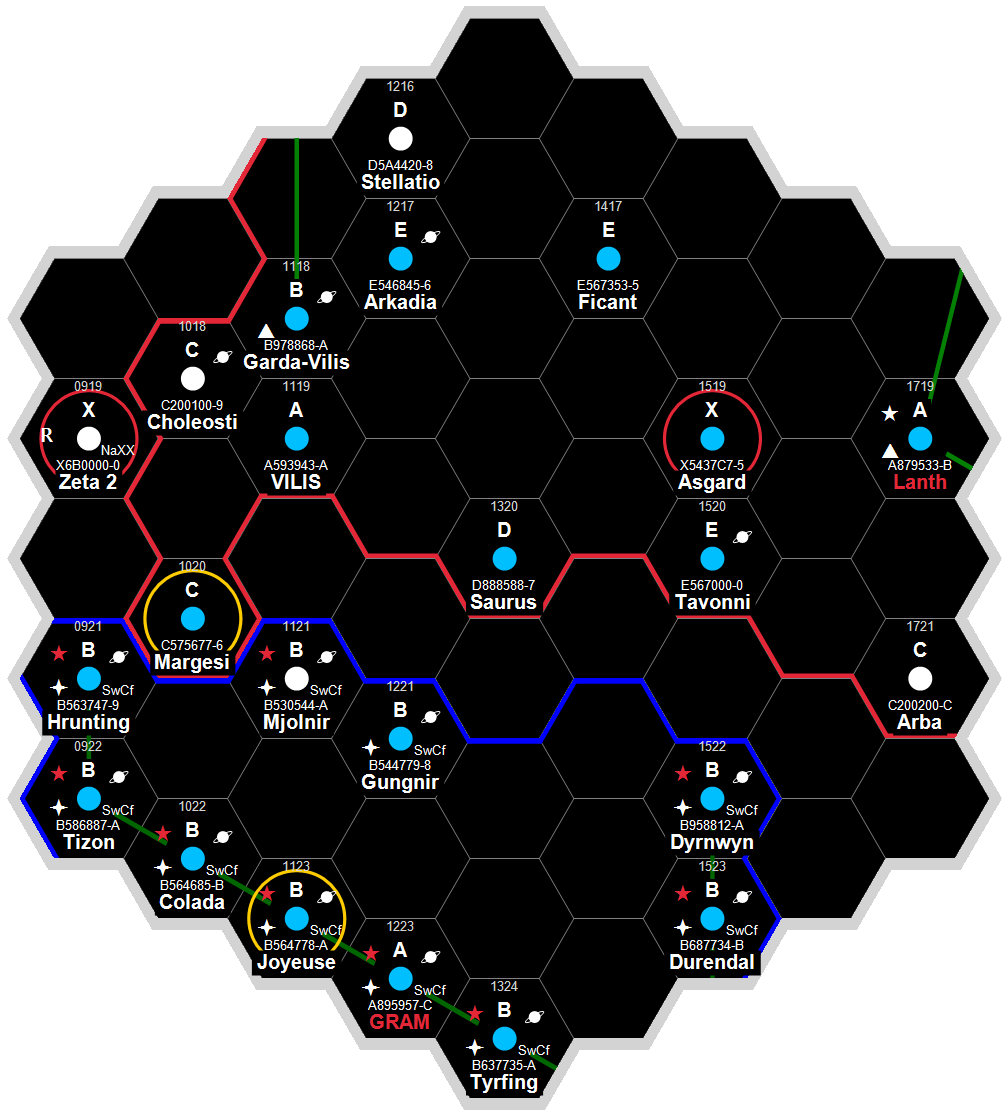 1216
D
D5A4420-8
Stellatio
1217
E
E546845-6
Arkadia
1417
E
E567353-5
Ficant
1118
B
B978868-A
Garda-Vilis
1018
C
C200100-9
Choleosti
0919
X
R
NaXX
X6B0000-0
Zeta 2
1119
A
A593943-A
VILIS
1519
X
X5437C7-5
Asgard
1719
A
A879533-B
Lanth
1320
D
D888588-7
Saurus
1520
E
E567000-0
Tavonni
1020
C
C575677-6
Margesi
0921
B
SwCf
B563747-9
Hrunting
1121
B
SwCf
B530544-A
Mjolnir
1721
C
C200200-C
Arba
1221
B
SwCf
B544779-8
Gungnir
0922
B
SwCf
B586887-A
Tizon
1522
B
SwCf
B958812-A
Dyrnwyn
1022
B
SwCf
B564685-B
Colada
1123
B
SwCf
B564778-A
Joyeuse
1523
B
SwCf
B687734-B
Durendal
1223
A
SwCf
A895957-C
GRAM
1324
B
SwCf
B637735-A
Tyrfing